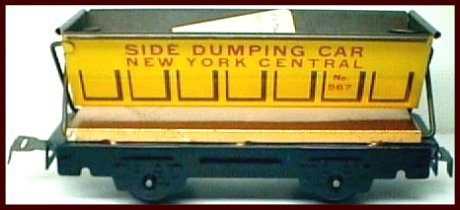 SIDE DUMPING CAR
NEW YORK CENTRAL
No.
567